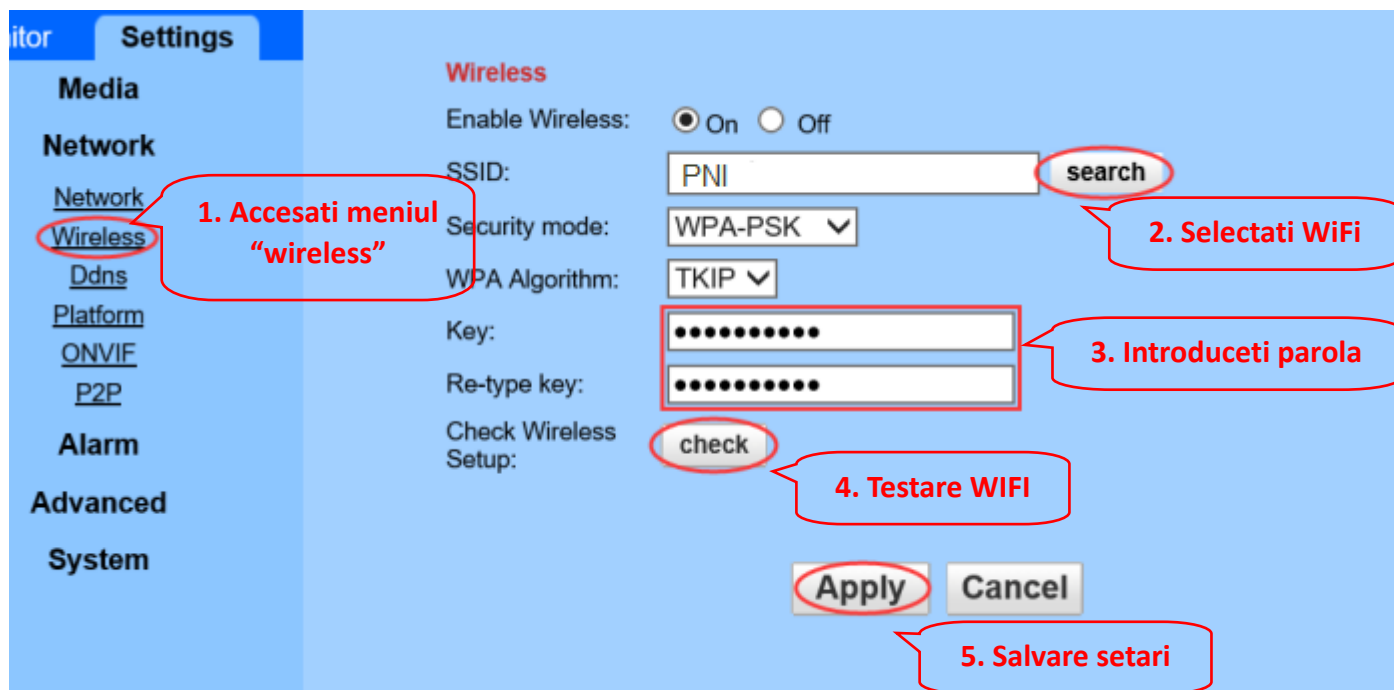 itor
Settings
Media
Network
Network
Wireless
Ddns
Platform
ONVIF
P2P
Alarm
Advanced
System
1. Accesati meniul
“wireless”
Wireless
Enable Wireless: On Off
SSID: PNI search
2. Selectati WiFi
Security mode: WPA-PSK
WPA Algorithm: TKIP
Key: ●●●●●●●●●●
3. Introduceti parola
Re-type key: ●●●●●●●●●●
Check Wireless
Setup:
check
4. Testare WIFI
Apply Cancel
5. Salvare setari